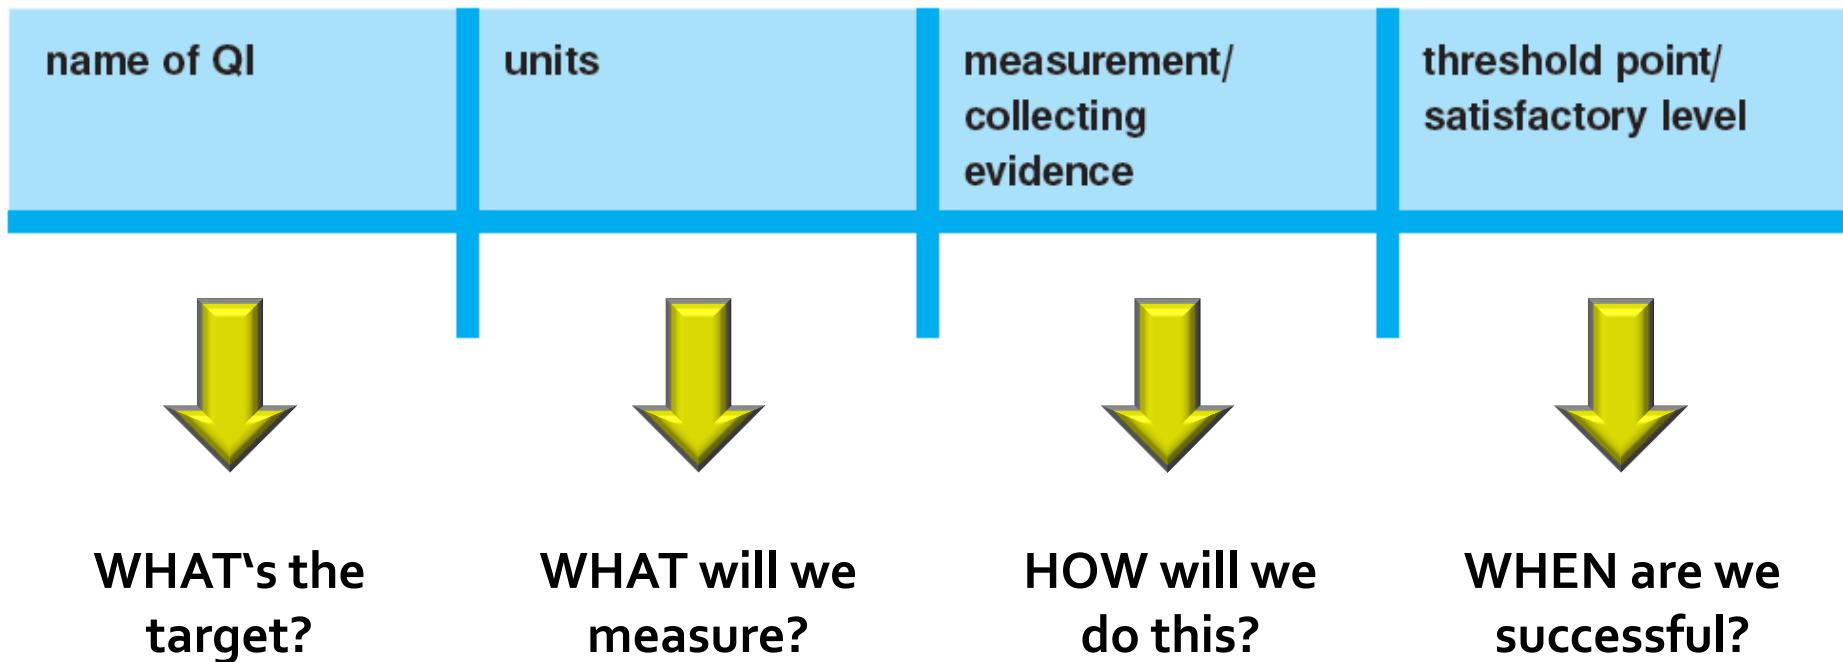 name of QI
units
measurement/
collecting
evidence
threshold point/
satisfactory level
WHAT‘s the
target?
WHAT will we
measure?
HOW will we
do this?
WHEN are we
successful?